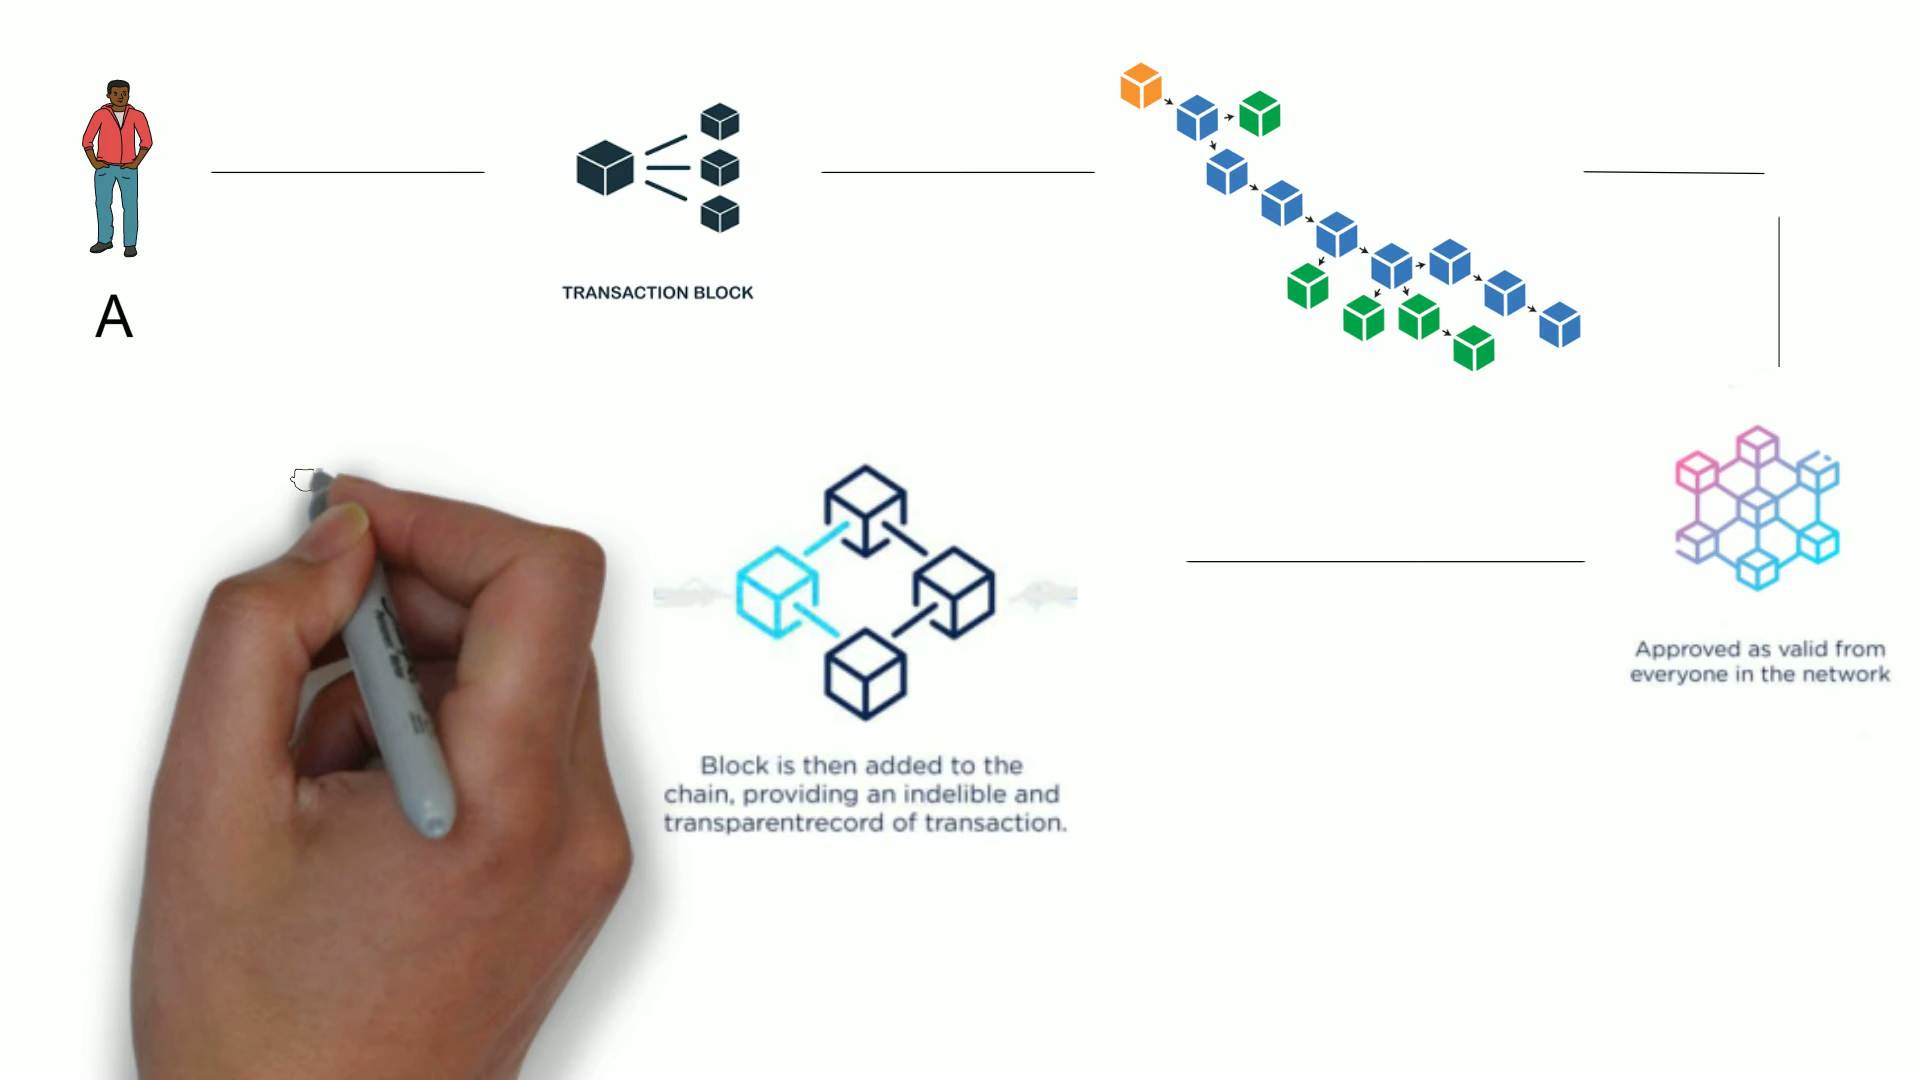 A
TRANSACTION BLOCK
Approved as valid from
everyone in the network
Block is then added to the
chain, providing an indelible and
transparentrecord of transaction.